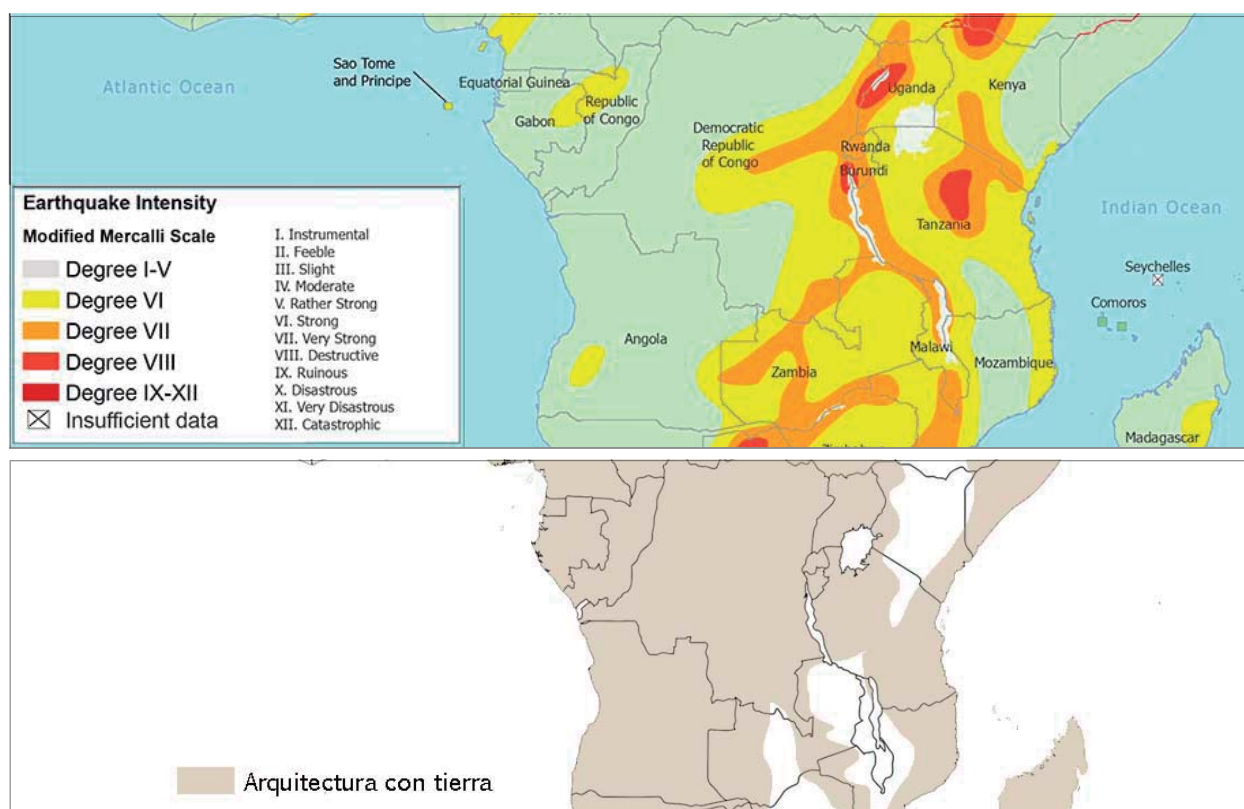 Atlantic Ocean
Sao Tome
and Principe
Equatorial Guinea
Gabon
Republic
of Congo
Democratic
Republic
of Congo
Uganda
Kenya
Rwanda
Burundi
Tanzania
Indian Ocean
Seychelles
Comoros
Angola
Zambia
Malawi
Mozambique
Madagascar
Earthquake Intensity
Modified Mercalli Scale
Degree I-V
Degree VI
Degree VII
Degree VIII
Degree IX-XII
Insufficient data
I. Instrumental
II. Feeble
III. Slight
IV. Moderate
V. Rather Strong
VI. Strong
VII. Very Strong
VIII. Destructive
IX. Ruinous
X. Disastrous
XI. Very Disastrous
XII. Catastrophic
Arquitectura con tierra